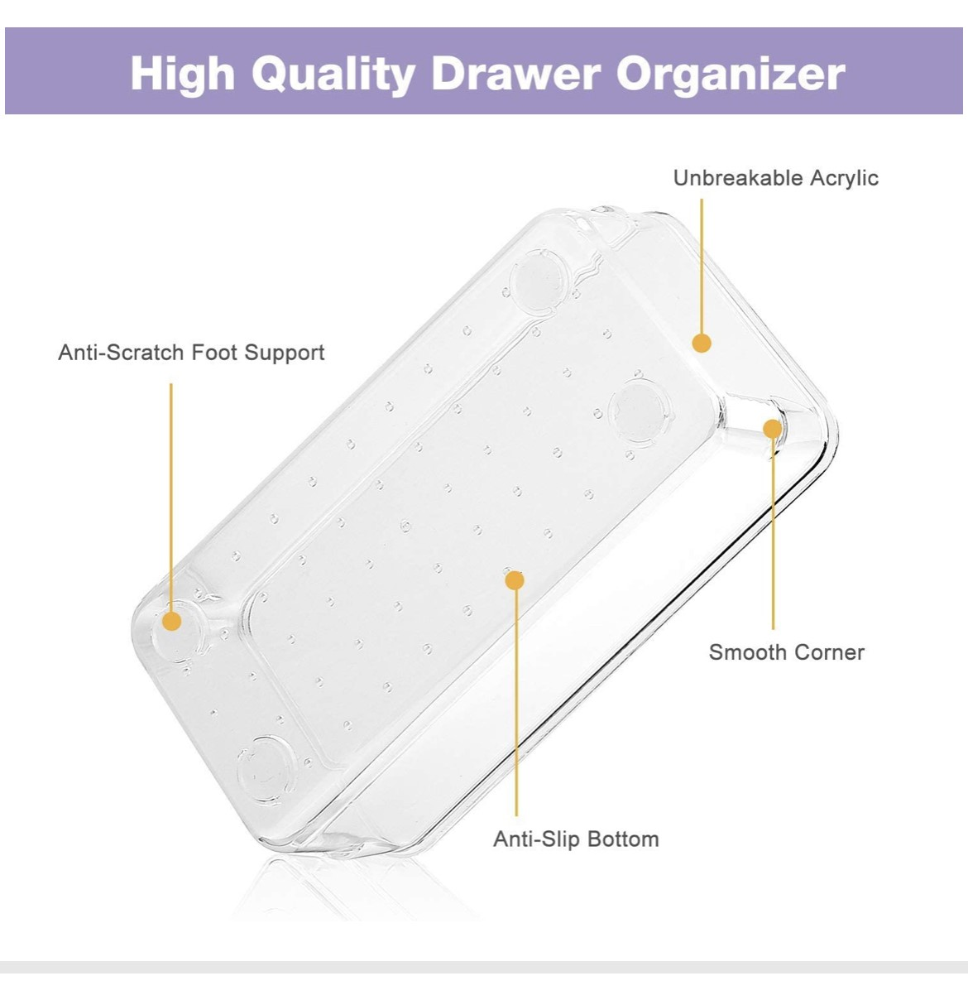 High Quality Drawer Organizer
Unbreakable Acrylic
Anti-Scratch Foot Support
Smooth Corner
Anti-Slip Bottom